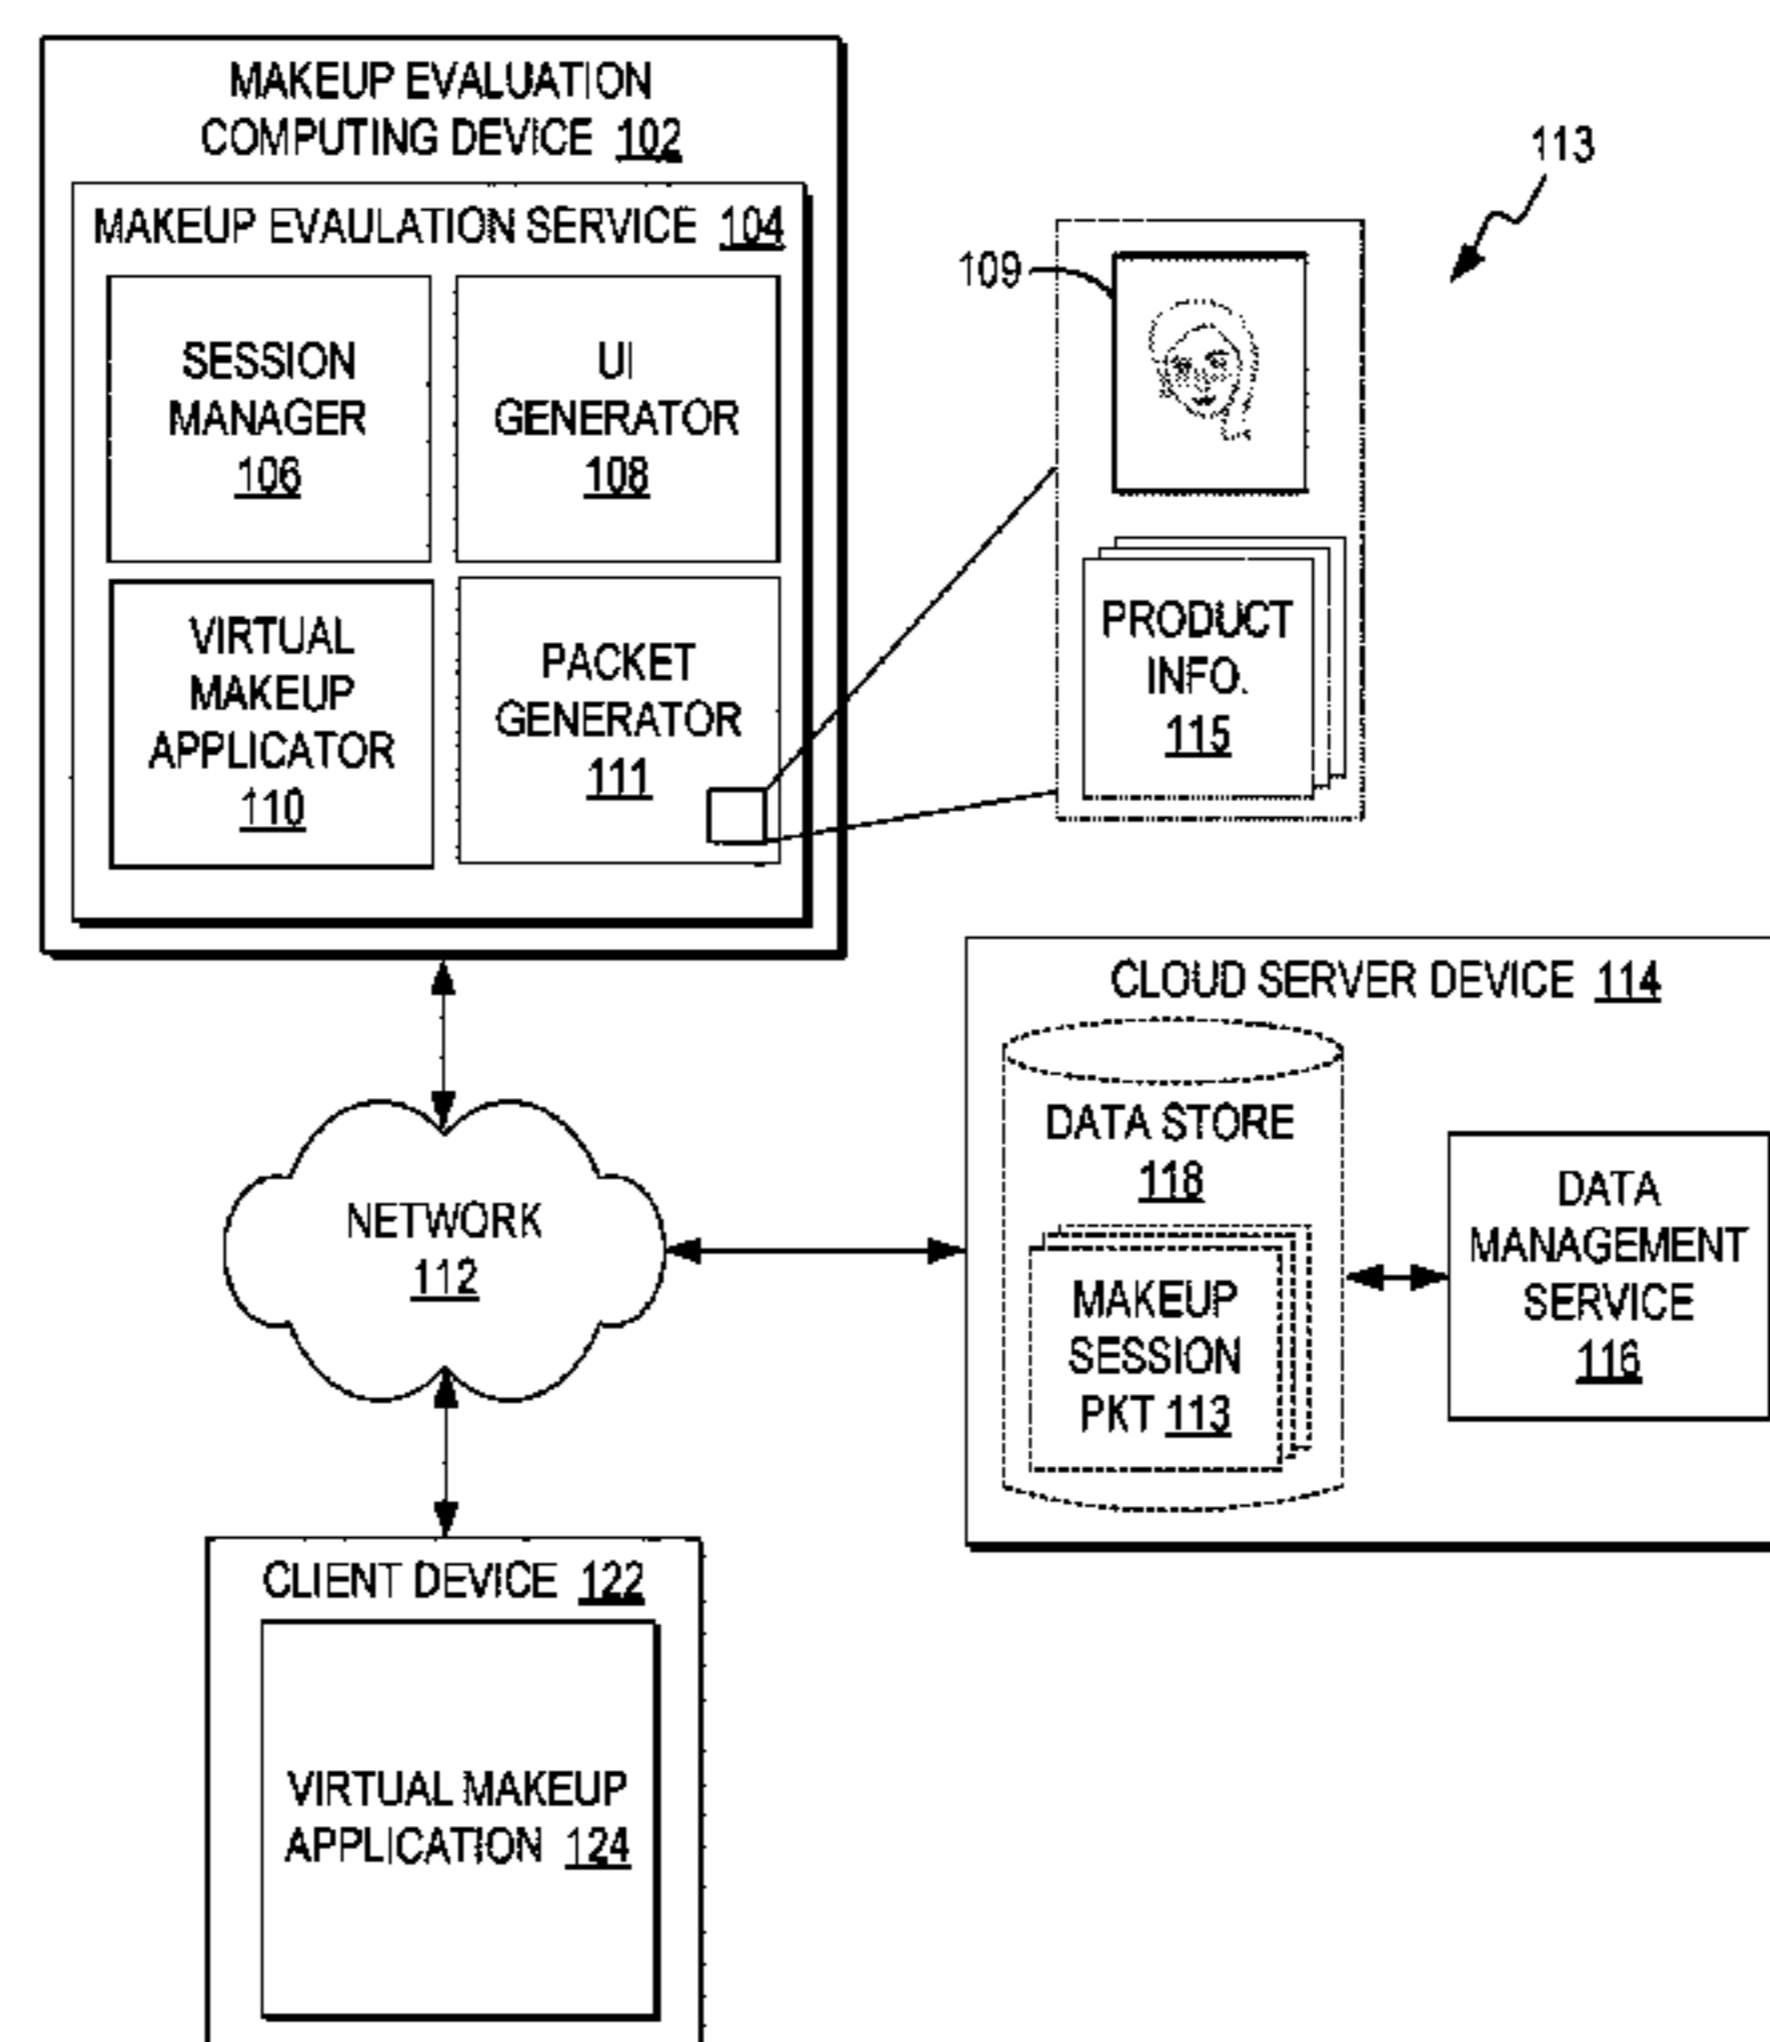 MAKEUP EVALUATION
COMPUTING DEVICE 102
MAKEUP EVAULATION SERVICE 104
SESSION
MANAGER
106
UI
GENERATOR
108
VIRTUAL
MAKEUP
APPLICATOR
110
PACKET
GENERATOR
111
113
109
PRODUCT
INFO.
115
CLOUD SERVER DEVICE 114
DATA STORE
118
MAKEUP
SESSION
PKT 113
DATA
MANAGEMENT
SERVICE
116
NETWORK
112
CLIENT DEVICE 122
VIRTUAL MAKEUP
APPLICATION 124